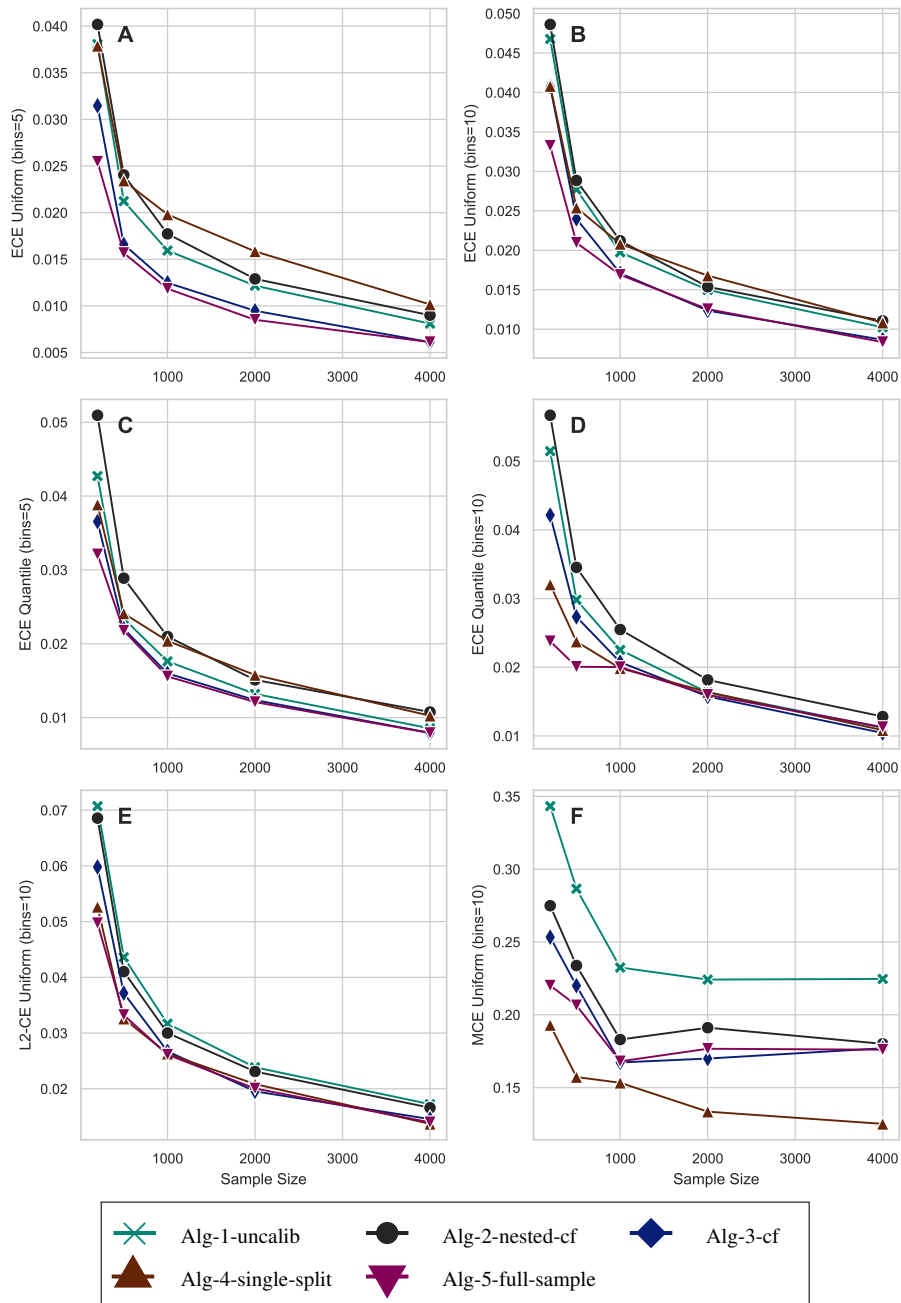 A
ECE Uniform (bins=5)
0.040
0.035
0.030
0.025
0.020
0.015
0.010
0.005
1000 2000 3000 4000
B
ECE Uniform (bins=10)
0.050
0.045
0.040
0.035
0.030
0.025
0.020
0.015
0.010
1000 2000 3000 4000
C
ECE Quantile (bins=5)
0.05
0.04
0.03
0.02
0.01
1000 2000 3000 4000
D
ECE Quantile (bins=10)
0.05
0.04
0.03
0.02
0.01
1000 2000 3000 4000
E
L2-CE Uniform (bins=10)
0.07
0.06
0.05
0.04
0.03
0.02
1000 2000 3000 4000
Sample Size
F
MCE Uniform (bins=10)
0.35
0.30
0.25
0.20
0.15
1000 2000 3000 4000
Sample Size
Alg-1-uncalib Alg-2-nested-cf Alg-3-cf
Alg-4-single-split Alg-5-full-sample